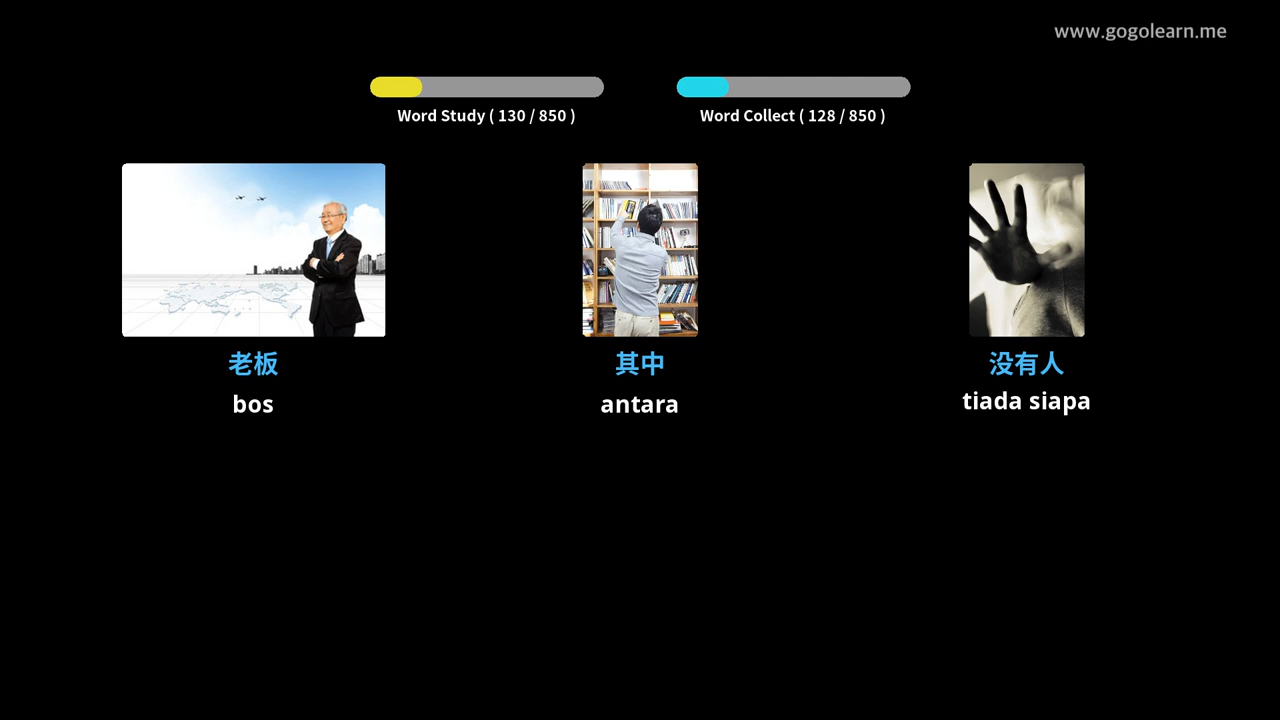 www.gogolearn.me
Word Study ( 130 / 850 )
Word Collect ( 128 / 850 )
老板
其中
没有人
bos
antara
tiada siapa